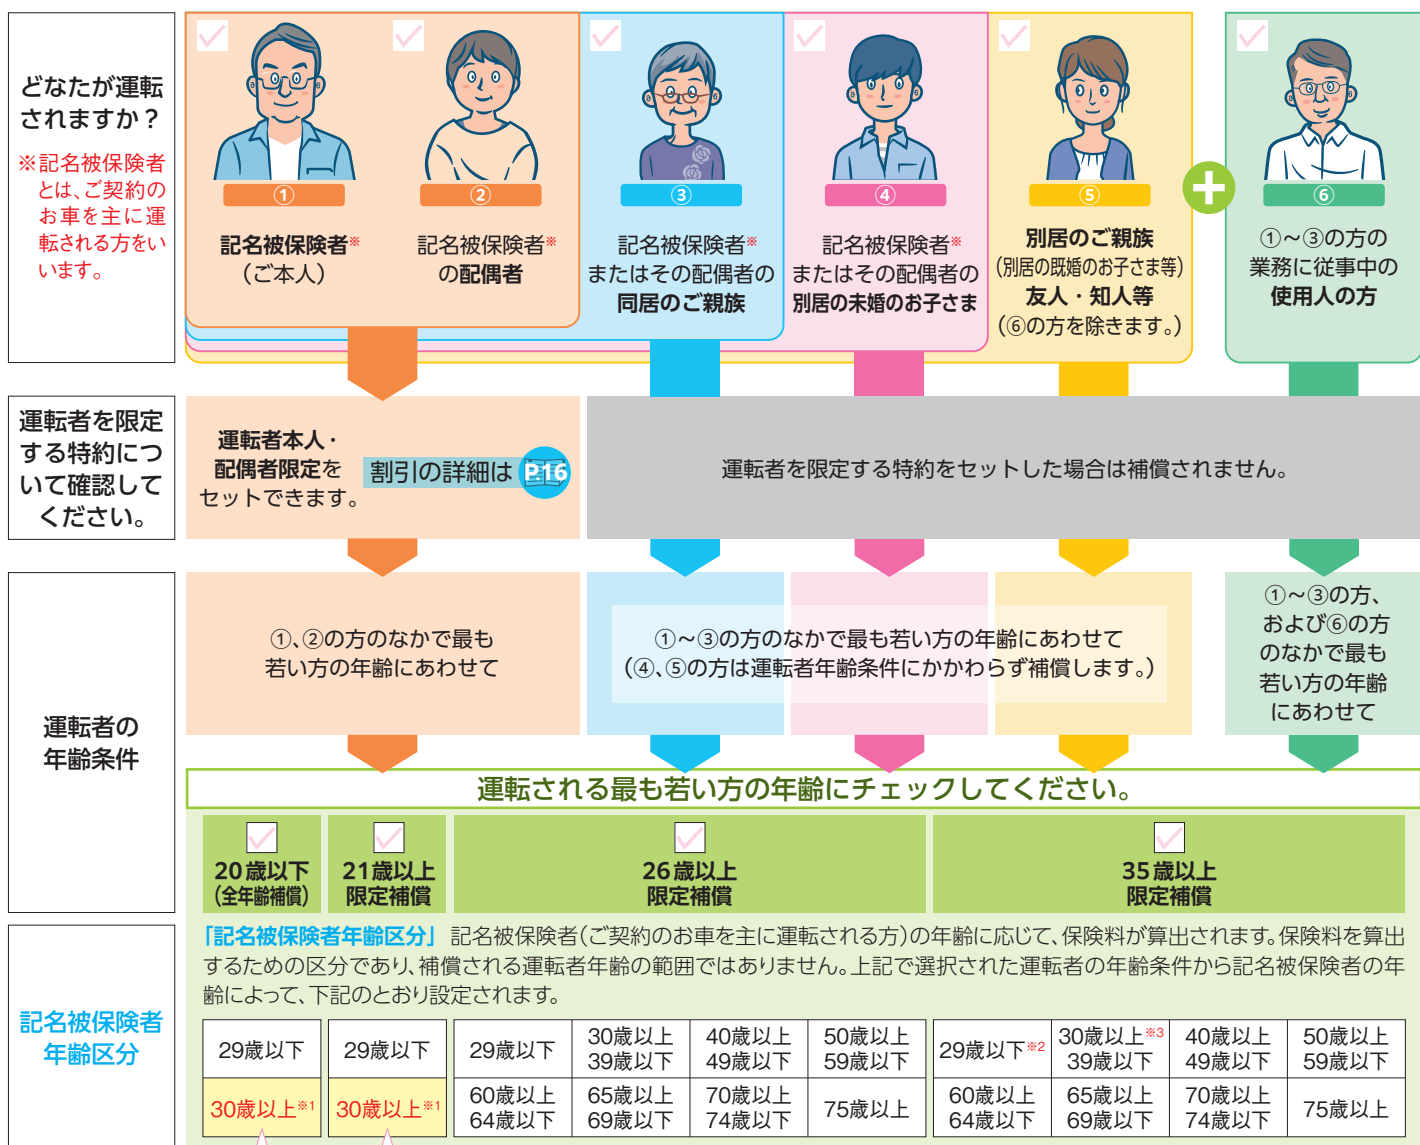 どなたが運転
されますか？
※記名被保険者
とは、ご契約の
お車を主に運
転される方をい
います。
①
記名被保険者※
（ご本人）
②
記名被保険者※
の配偶者
③
記名被保険者※
またはその配偶者の
同居のご親族
④
記名被保険者※
またはその配偶者の
別居の未婚のお子さま
⑤
別居のご親族
（別居の既婚のお子さま等）
友人・知人等
（⑥の方を除きます。）
⑥
①～③の方の
業務に従事中の
使用人の方
運転者を限定
する特約につ
いて確認して
ください。
運転者本人・
配偶者限定を
セットできます。
割引の詳細は P16
運転者を限定する特約をセットした場合は補償されません。
運転者の
年齢条件
①、②の方のなかで最も
若い方の年齢にあわせて
①～③の方のなかで最も若い方の年齢にあわせて
（④、⑤の方は運転者年齢条件にかかわらず補償します。）
①～③の方、
および⑥の方
のなかで最も
若い方の年齢
にあわせて
運転される最も若い方の年齢にチェックしてください。
20歳以下
（全年齢補償）
21歳以上
限定補償
26歳以上
限定補償
35歳以上
限定補償
記名被保険者
年齢区分
「記名被保険者年齢区分」 記名被保険者（ご契約のお車を主に運転される方）の年齢に応じて、保険料が算出されます。保険料を算出
するための区分であり、補償される運転者年齢の範囲ではありません。上記で選択された運転者の年齢条件から記名被保険者の年
齢によって、下記のとおり設定されます。
29歳以下
29歳以下
29歳以下
30歳以上
39歳以下
40歳以上
49歳以下
50歳以上
59歳以下
29歳以下※2
30歳以上※3
39歳以下
40歳以上
49歳以下
50歳以上
59歳以下
30歳以上※1
30歳以上※1
60歳以上
64歳以下
65歳以上
69歳以下
70歳以上
74歳以下
75歳以上
60歳以上
64歳以下
65歳以上
69歳以下
70歳以上
74歳以下
75歳以上